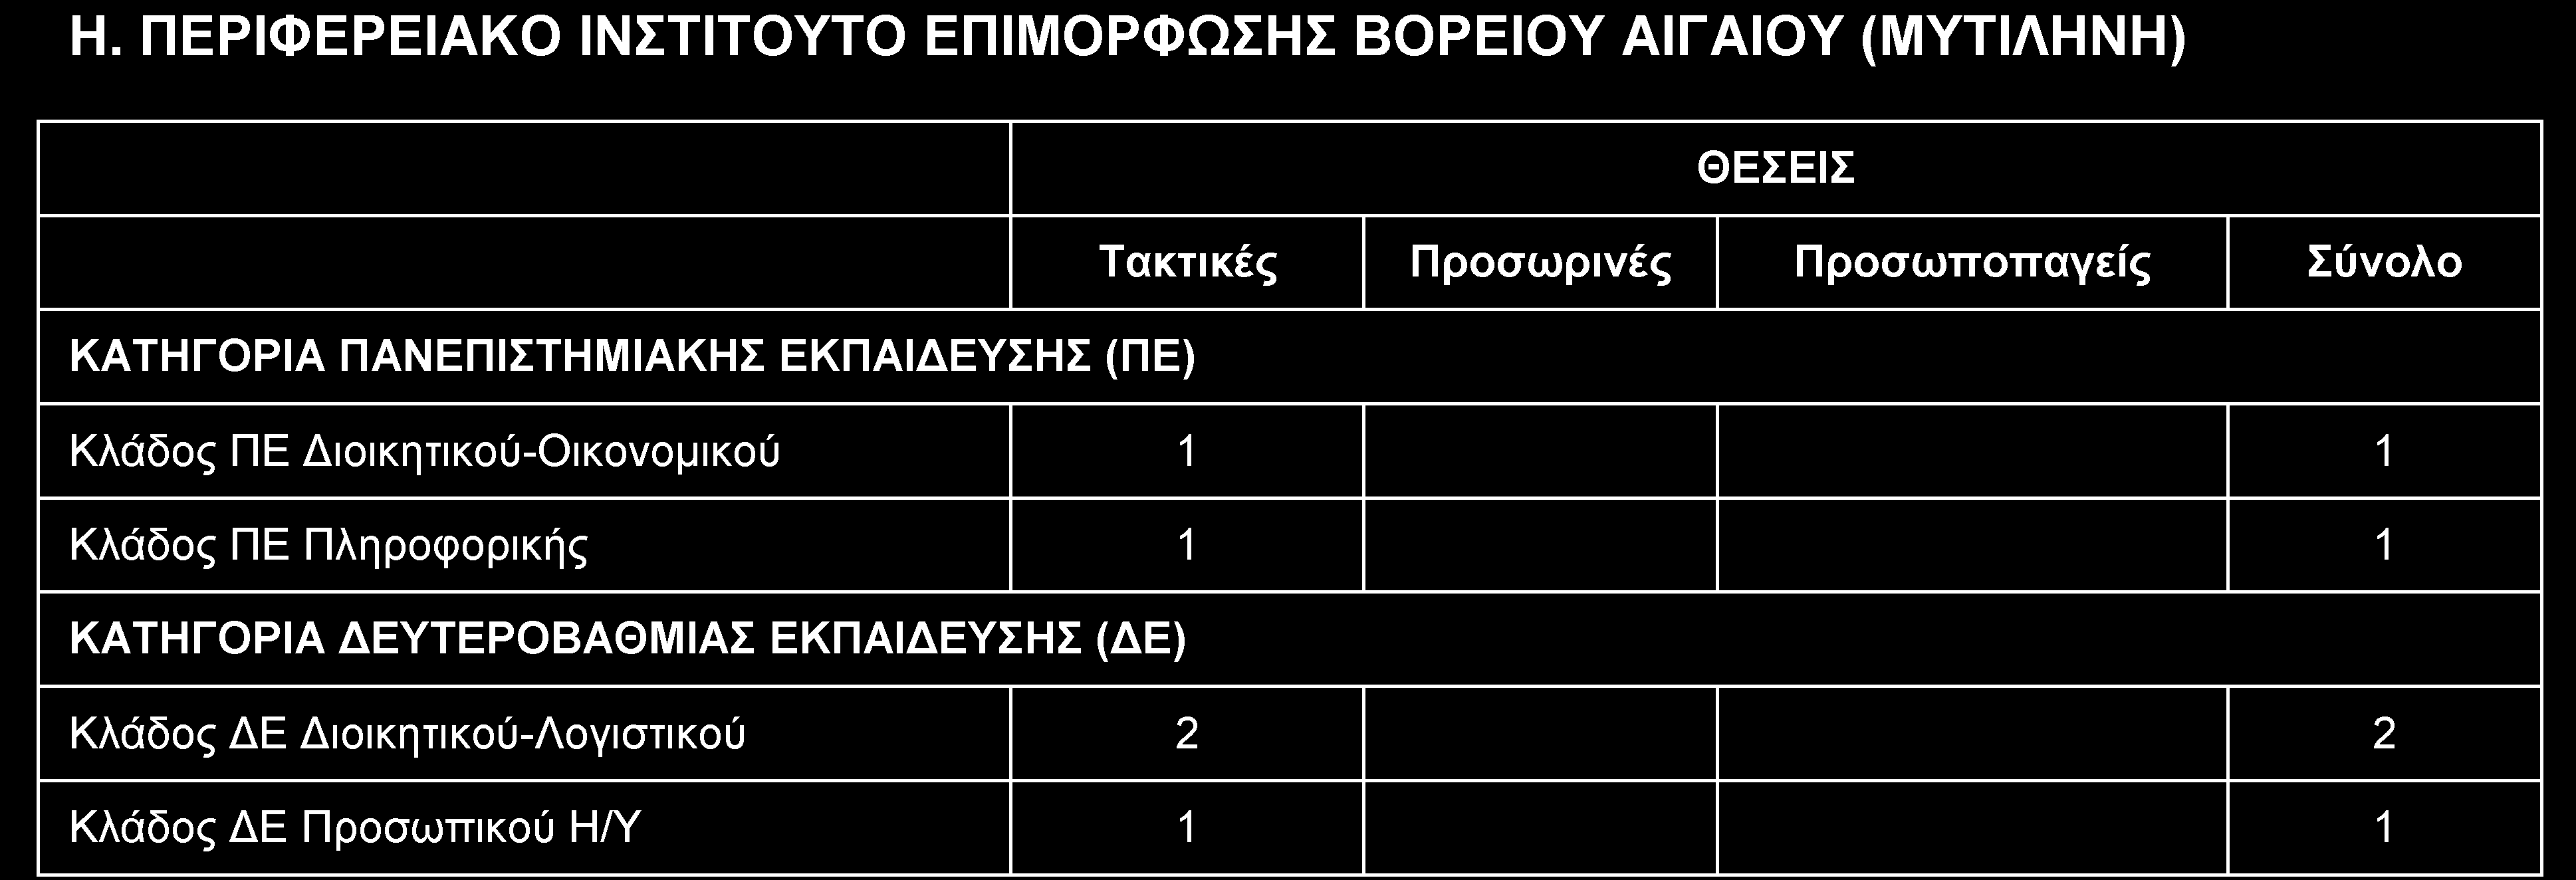 Η. ΠΕΡΙΦΕΡΕΙΑΚΟ ΙΝΣΤΙΤΟΥΤΟ ΕΠΙΜΟΡΦΩΣΗΣ ΒΟΡΕΙΟΥ ΑΙΓΑΙΟΥ (ΜΥΤΙΛΗΝΗ)
ΘΕΣΕΙΣ
Τακτικές Προσωρινές Προσωποπαγείς Σύνολο
ΚΑΤΗΓΟΡΙΑ ΠΑΝΕΠΙΣΤΗΜΙΑΚΗΣ ΕΚΠΑΙΔΕΥΣΗΣ (ΠΕ)
Κλάδος ΠΕ Διοικητικού-Οικονομικού 1 1
Κλάδος ΠΕ Πληροφορικής 1 1
ΚΑΤΗΓΟΡΙΑ ΔΕΥΤΕΡΟΒΑΘΜΙΑΣ ΕΚΠΑΙΔΕΥΣΗΣ (ΔΕ)
Κλάδος ΔΕ Διοικητικού-Λογιστικού 2 2
Κλάδος ΔΕ Προσωπικού Η/Υ 1 1